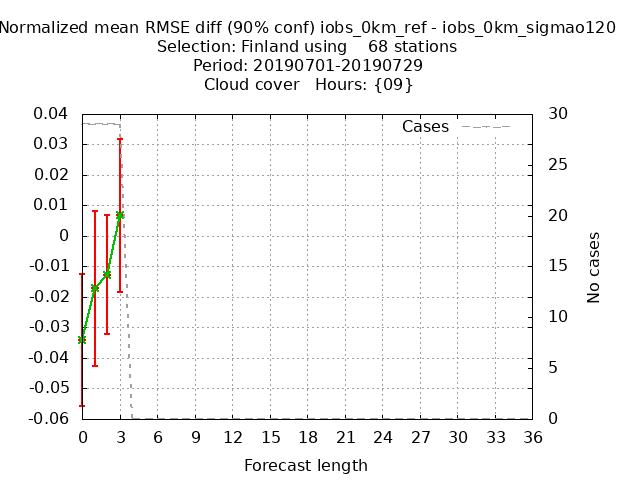 Normalized mean RMSE diff (90% conf) iobs_0km_ref - iobs_0km_sigmao120
Selection: Finland using    68 stations
Period: 20190701-20190729
Cloud cover   Hours: {09}
Cases
0.04
0.03
0.02
0.01
0
-0.01
-0.02
-0.03
-0.04
-0.05
-0.06
30
25
20
15
10
5
0
No cases
0 3 6 9 12 15 18 21 24 27 30 33 36
Forecast length